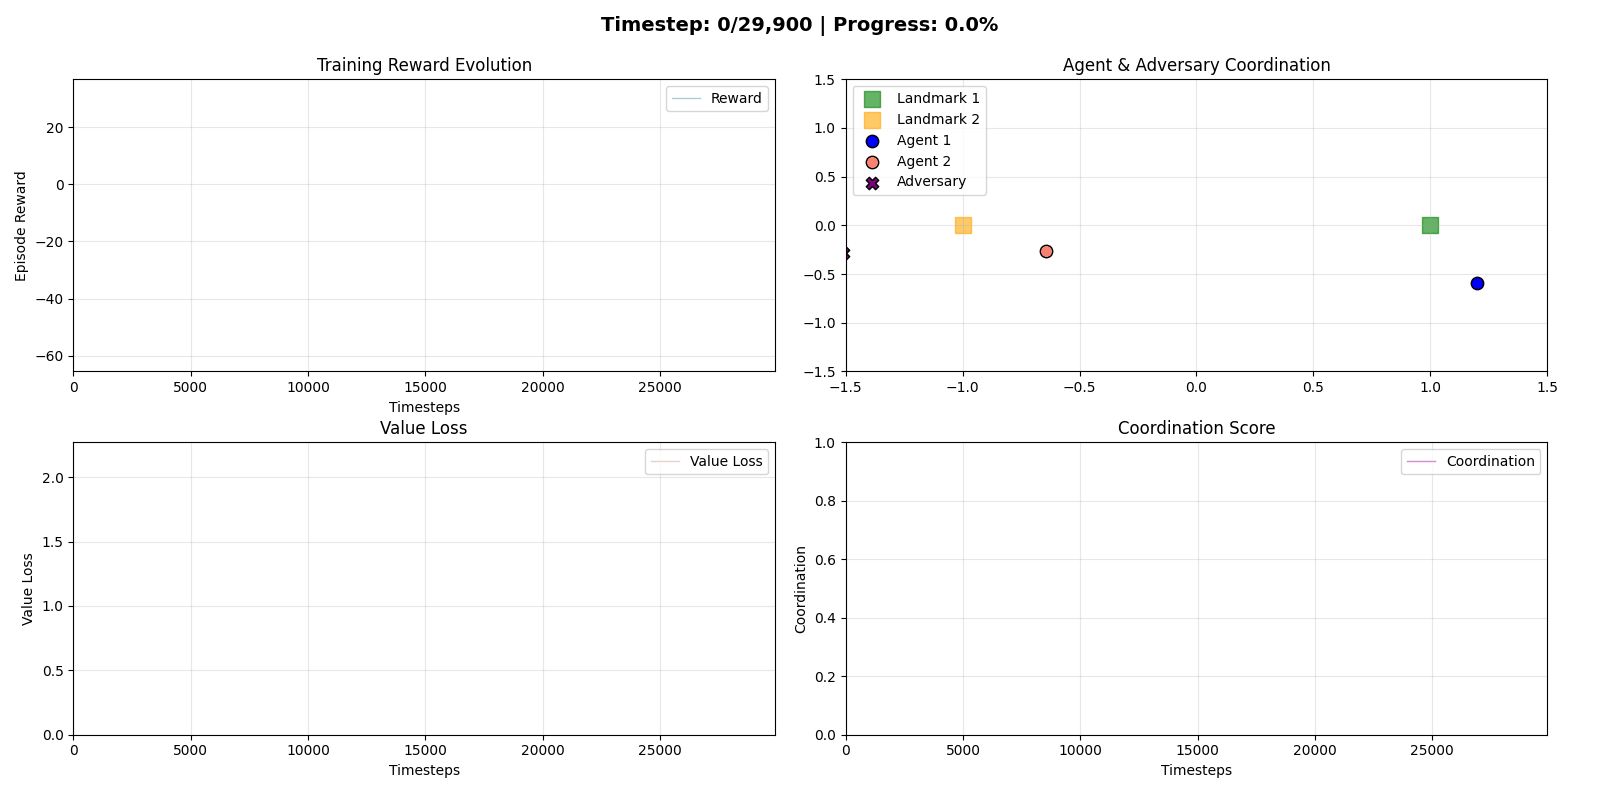 Timestep: 0/29,900 | Progress: 0.0%
Training Reward Evolution
Reward
Episode Reward
20
0
−20
−40
−60
0 5000 10000 15000 20000 25000
Timesteps
Agent & Adversary Coordination
Landmark 1
Landmark 2
Agent 1
Agent 2
Adversary
1.5
1.0
0.5
0.0
−0.5
−1.0
−1.5
−1.5 −1.0 −0.5 0.0 0.5 1.0 1.5
Value Loss
Value Loss
Value Loss
2.0
1.5
1.0
0.5
0.0
0 5000 10000 15000 20000 25000
Timesteps
Coordination Score
Coordination
Coordination
1.0
0.8
0.6
0.4
0.2
0.0
0 5000 10000 15000 20000 25000
Timesteps